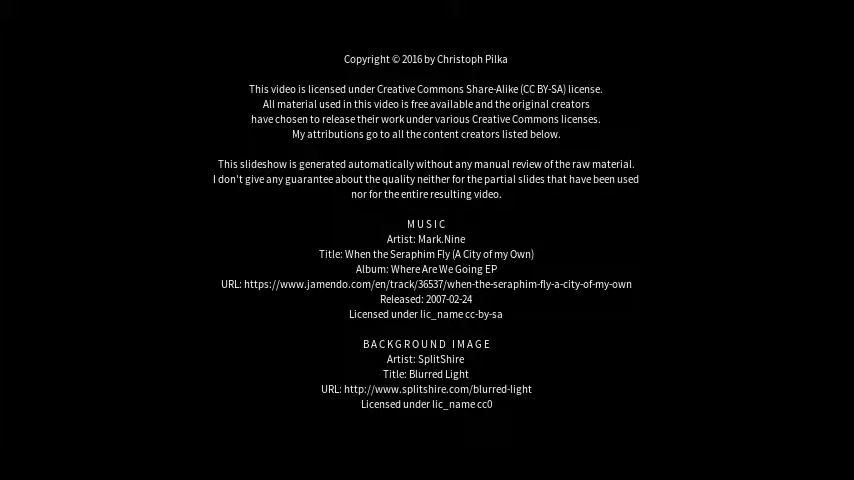 Copyright © 2016 by Christoph Pilka
This video is licensed under Creative Commons Share-Alike (CC BY-SA) license.
All material used in this video is free available and the original creators
have chosen to release their work under various Creative Commons licenses.
My attributions go to all the content creators listed below.
This slideshow is generated automatically without any manual review of the raw material.
I don't give any guarantee about the quality neither for the partial slides that have been used
nor for the entire resulting video.
MUSIC
Artist: Mark.Nine
Title: When the Seraphim Fly (A City of my Own)
Album: Where Are We Going EP
URL: https://www.jamendo.com/en/track/36537/when-the-seraphim-fly-a-city-of-my-own
Released: 2007-02-24
Licensed under lic_name cc-by-sa
BACKGROUND IMAGE
Artist: SplitShire
Title: Blurred Light
URL: http://www.splitshire.com/blurred-light
Licensed under lic_name cc0